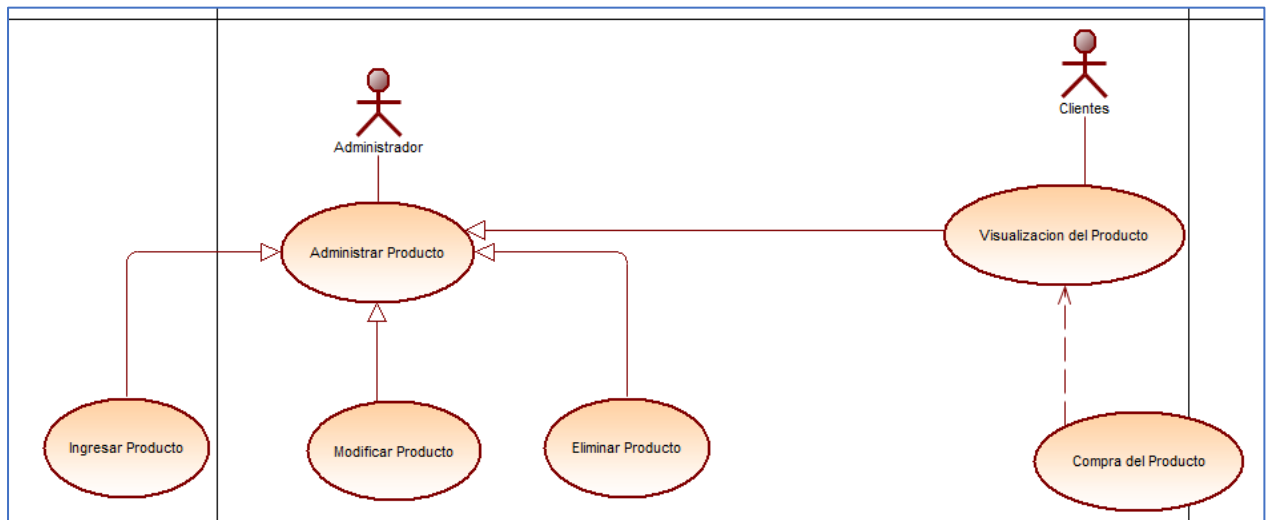 Clientes
Administrador
Administrar Producto
Visualizacion del Producto
Ingresar Producto
Modificar Producto
Eliminar Producto
Compra del Producto